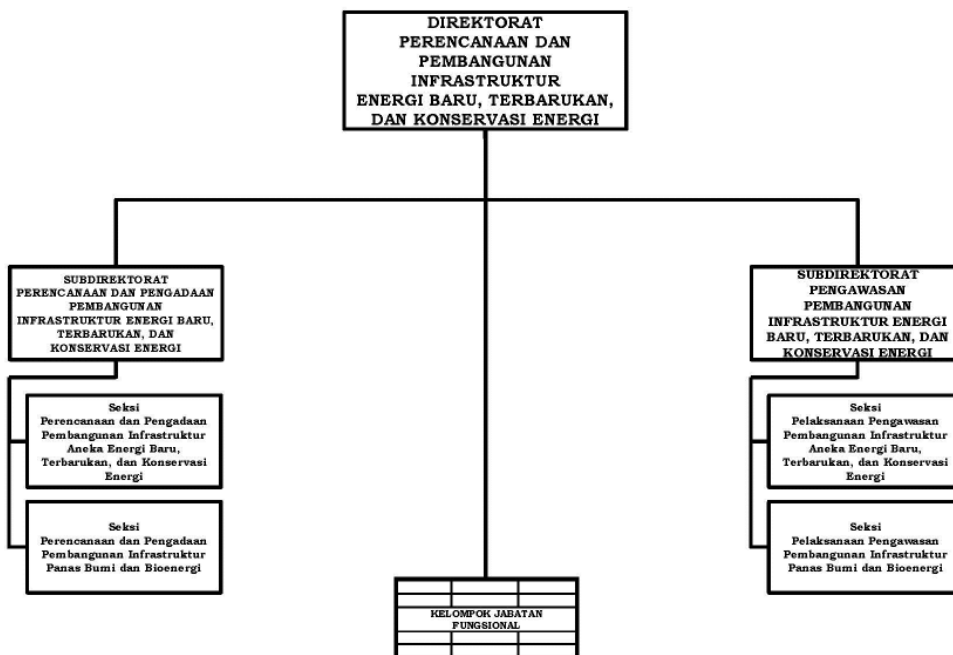 DIREKTORAT
PERENCANAAN DAN
PEMBANGUNAN
INFRASTRUKTUR
ENERGI BARU, TERBARUKAN,
DAN KONSERVASI ENERGI
SUBDIREKTORAT
PERENCANAAN DAN PENGADAAN
PEMBANGUNAN
INFRASTRUKTUR ENERGI BARU,
TERBARUKAN, DAN
KONSERVASI ENERGI
Seksi
Perencanaan dan Pengadaan
Pembangunan Infrastruktur
Aneka Energi Baru,
Terbarukan, dan Konservasi
Energi
Seksi
Perencanaan dan Pengadaan
Pembangunan Infrastruktur
Panas Bumi dan Bioenergi
SUBDIREKTORAT
PENGAWASAN
PEMBANGUNAN
INFRASTRUKTUR ENERGI
BARU, TERBARUKAN, DAN
KONSERVASI ENERGI
Seksi
Pelaksanaan Pengawasan
Pembangunan Infrastruktur
Aneka Energi Baru,
Terbarukan, dan Konservasi
Energi
Seksi
Pelaksanaan Pengawasan
Pembangunan Infrastruktur
Panas Bumi dan Bioenergi
KELOMPOK JABATAN
FUNGSIONAL